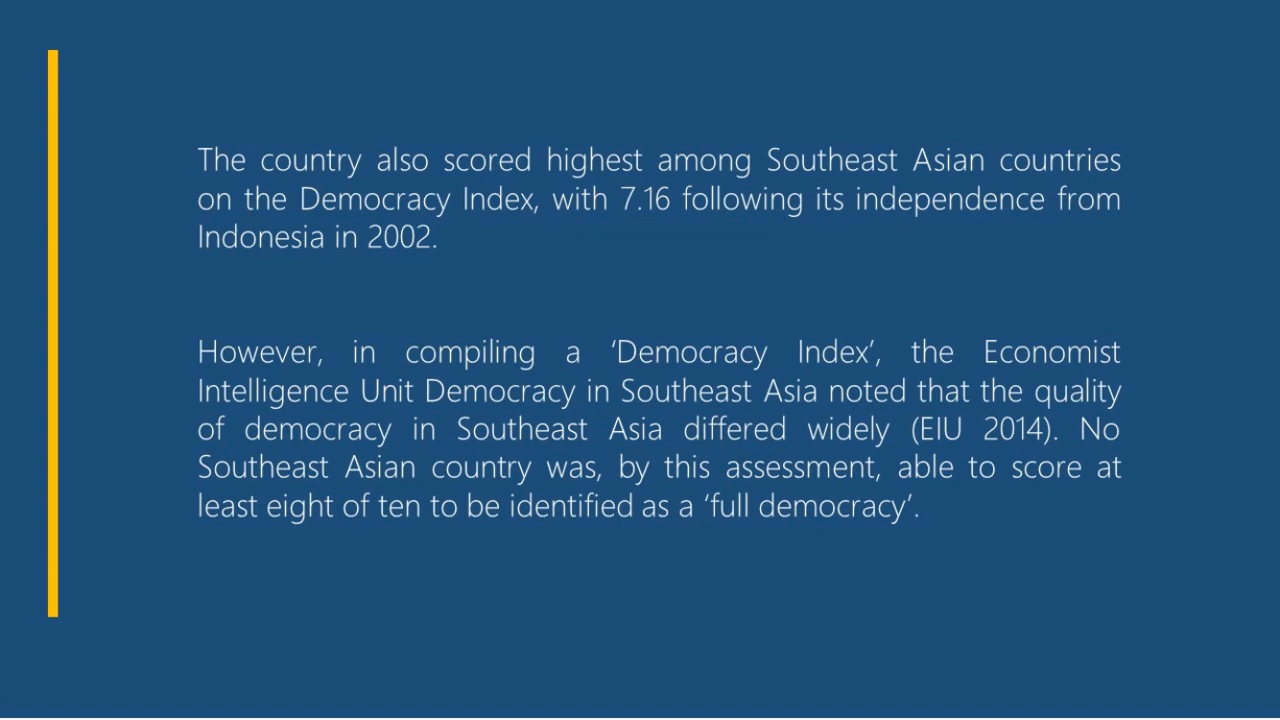 The country also scored highest among Southeast Asian countries
on the Democracy Index, with 7.16 following its independence from
Indonesia in 2002.
However, in compiling a ‘Democracy Index’, the Economist
Intelligence Unit Democracy in Southeast Asia noted that the quality
of democracy in Southeast Asia differed widely (EIU 2014). No
Southeast Asian country was, by this assessment, able to score at
least eight of ten to be identified as a ‘full democracy’.